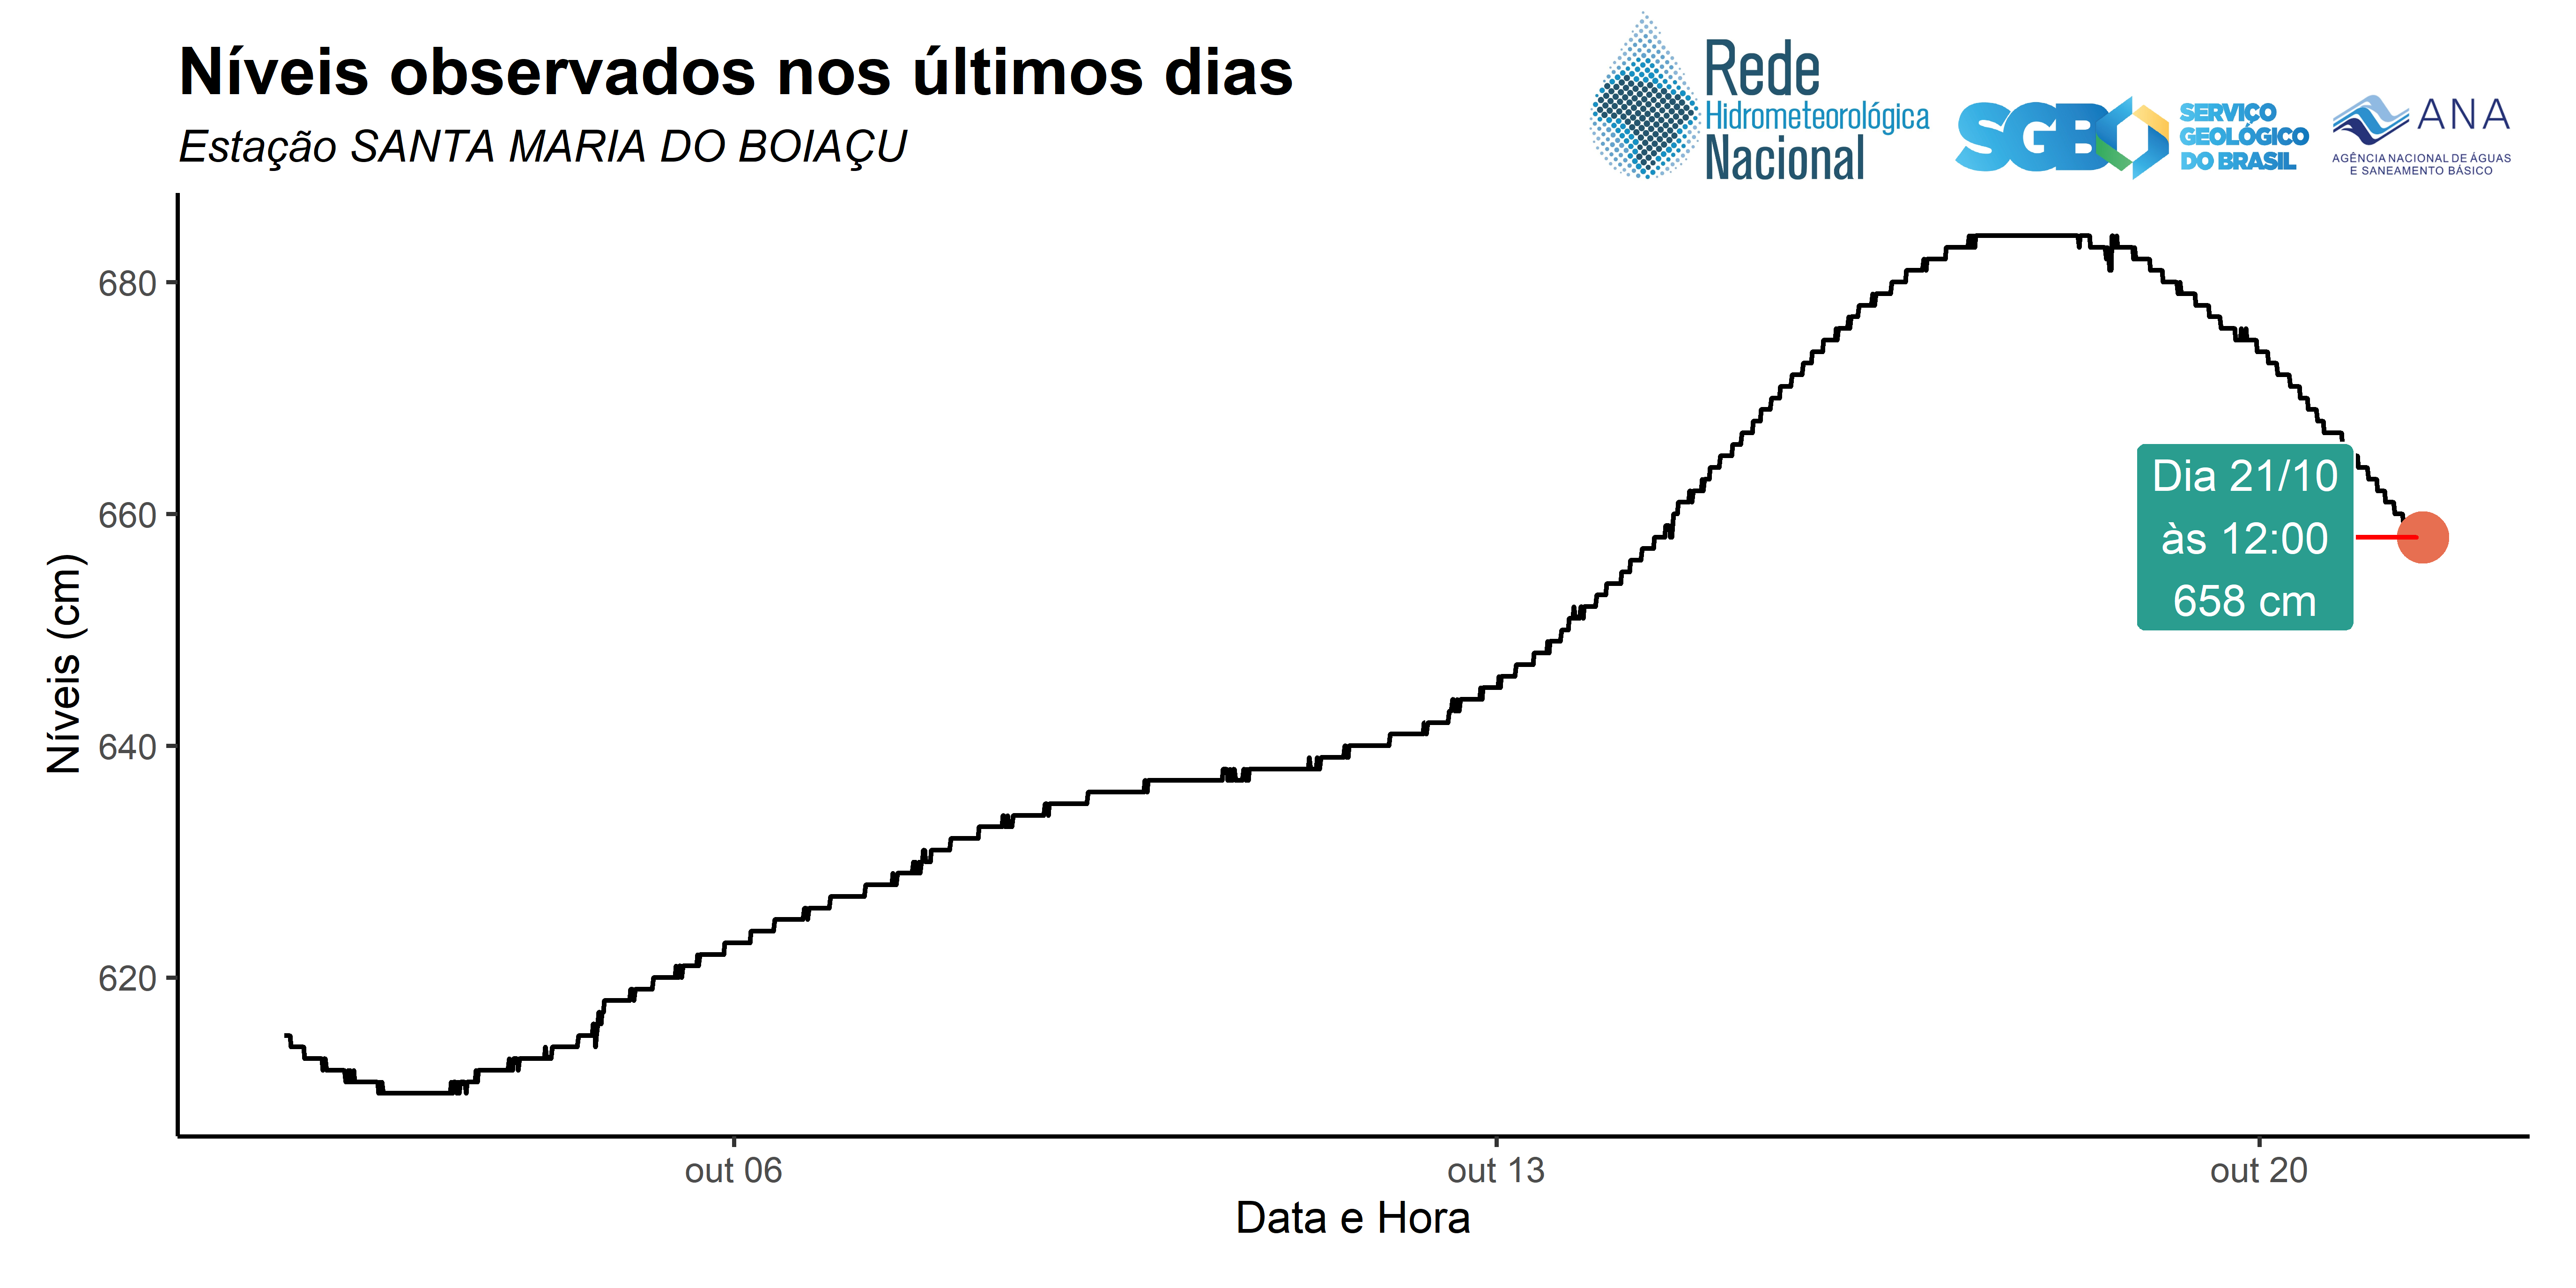 Níveis observados nos últimos dias
Estação SANTA MARIA DO BOIAÇU
Rede
Hidrometeorológica
Nacional
SGB
SERVIÇO
GEOLÓGICO
DO BRASIL
ANA
AGÊNCIA NACIONAL DE ÁGUAS
E SANEAMENTO BÁSICO
Níveis (cm)
680
660
640
620
Dia 21/10
às 12:00
658 cm
out 06
out 13
out 20
Data e Hora